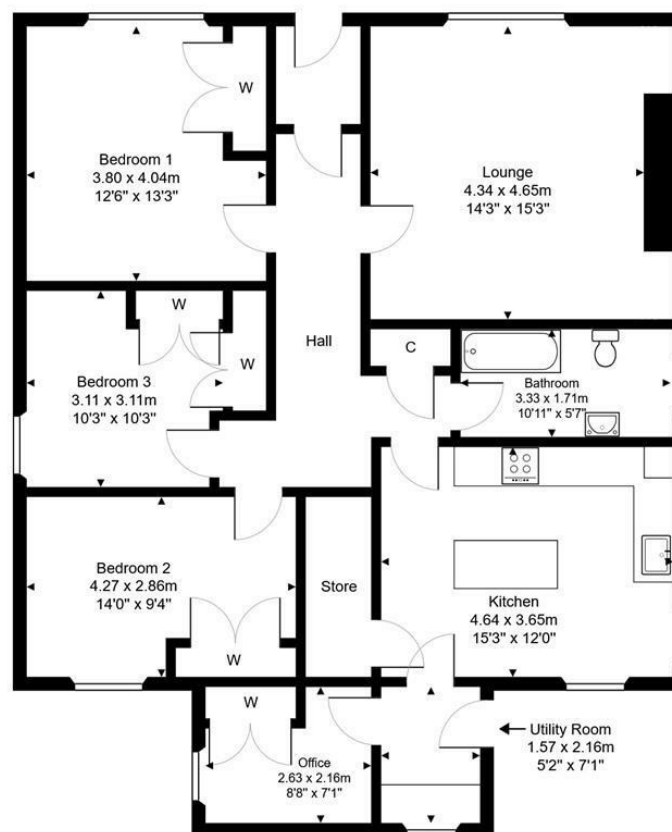 W
Bedroom 1
3.80 x 4.04m
12'6" x 13'3"
Lounge
4.34 x 4.65m
14'3" x 15'3"
W
W
Hall
C
Bedroom 3
3.11 x 3.11m
10'3" x 10'3"
Bathroom
3.33 x 1.71m
10'11" x 5'7"
Bedroom 2
4.27 x 2.86m
14'0" x 9'4"
W
Store
Kitchen
4.64 x 3.65m
15'3" x 12'0"
W
Office
2.63 x 2.16m
8'8" x 7'1"
Utility Room
1.57 x 2.16m
5'2" x 7'1"